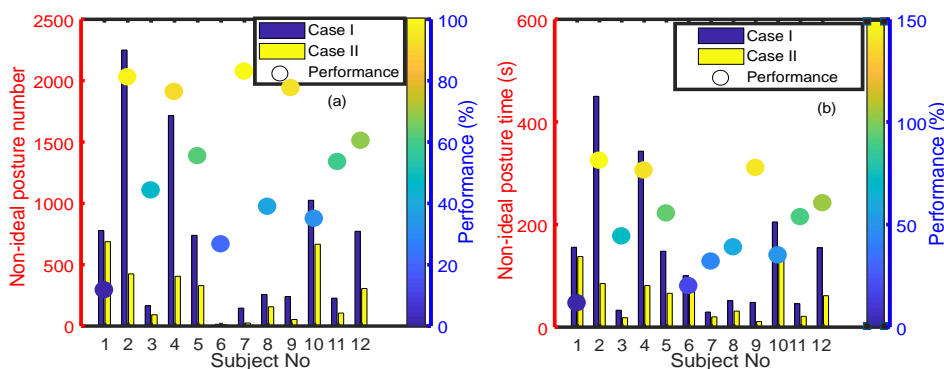 Non-ideal posture number
2500
2000
1500
1000
500
0
1 2 3 4 5 6 7 8 9 10 11 12
Subject No
Case I
Case II
Performance
(a)
100
80
60
40
20
0
Performance (%)
Non-ideal posture time (s)
600
400
200
0
1 2 3 4 5 6 7 8 9 10 11 12
Subject No
Case I
Case II
Performance
(b)
150
100
50
0
Performance (%)